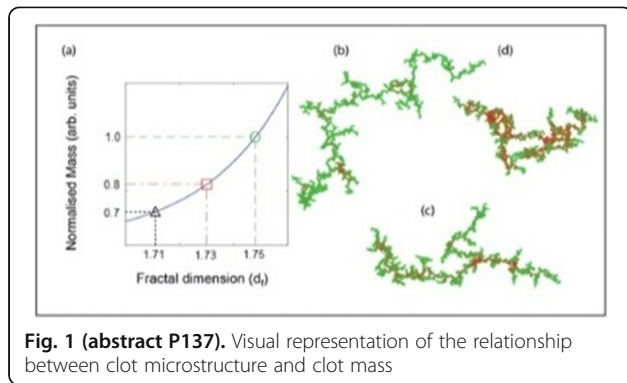 (a)
(b)
(d)
Normalised Mass (arb. units)
1.0
0.8
0.7
1.71
1.73
1.75
Fractal dimension (df)
(c)
Fig. 1 (abstract P137). Visual representation of the relationship
between clot microstructure and clot mass